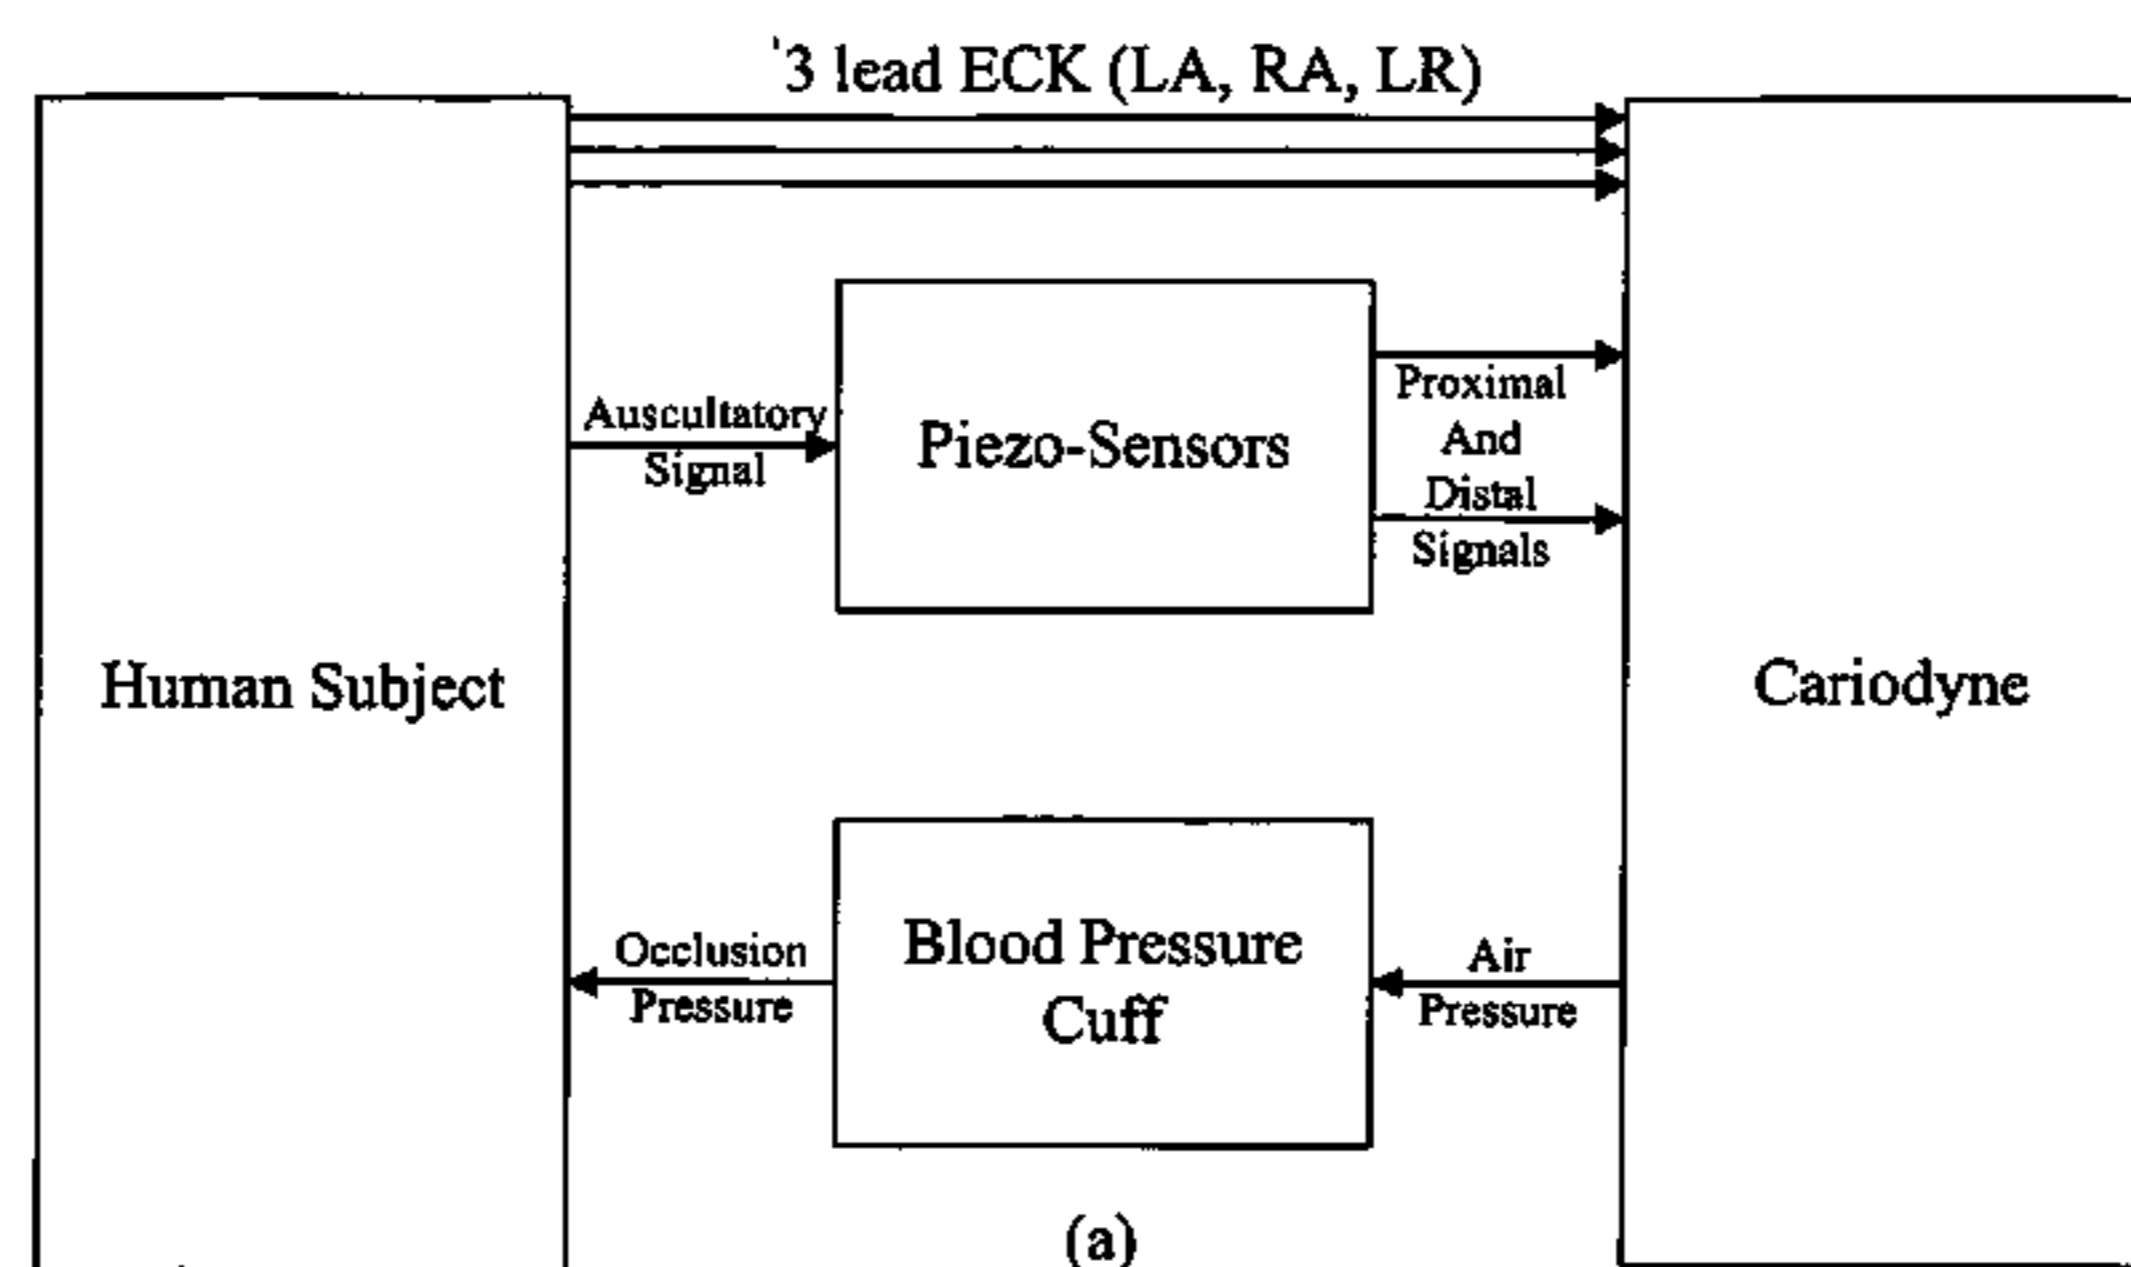 3 lead ECK (LA, RA, LR)
Auscultatory
Signal
Piezo-Sensors
Proximal
And
Distal
Signals
Human Subject
Cariodyne
Occlusion
Pressure
Blood Pressure
Cuff
Air
Pressure
(a)